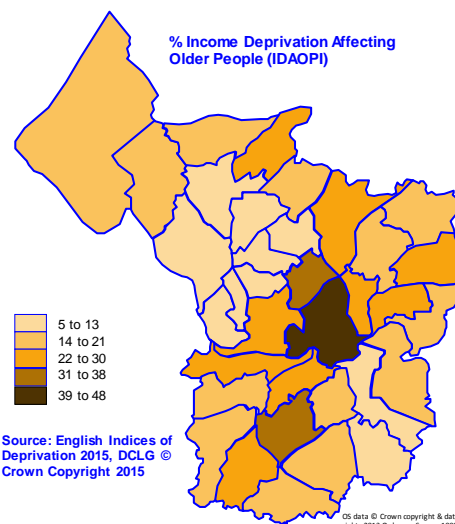 % Income Deprivation Affecting
Older People (IDAOPI)
5 to 13
14 to 21
22 to 30
31 to 38
39 to 48
Source: English Indices of
Deprivation 2015, DCLG ©
Crown Copyright 2015
OS data © Crown copyright & dat